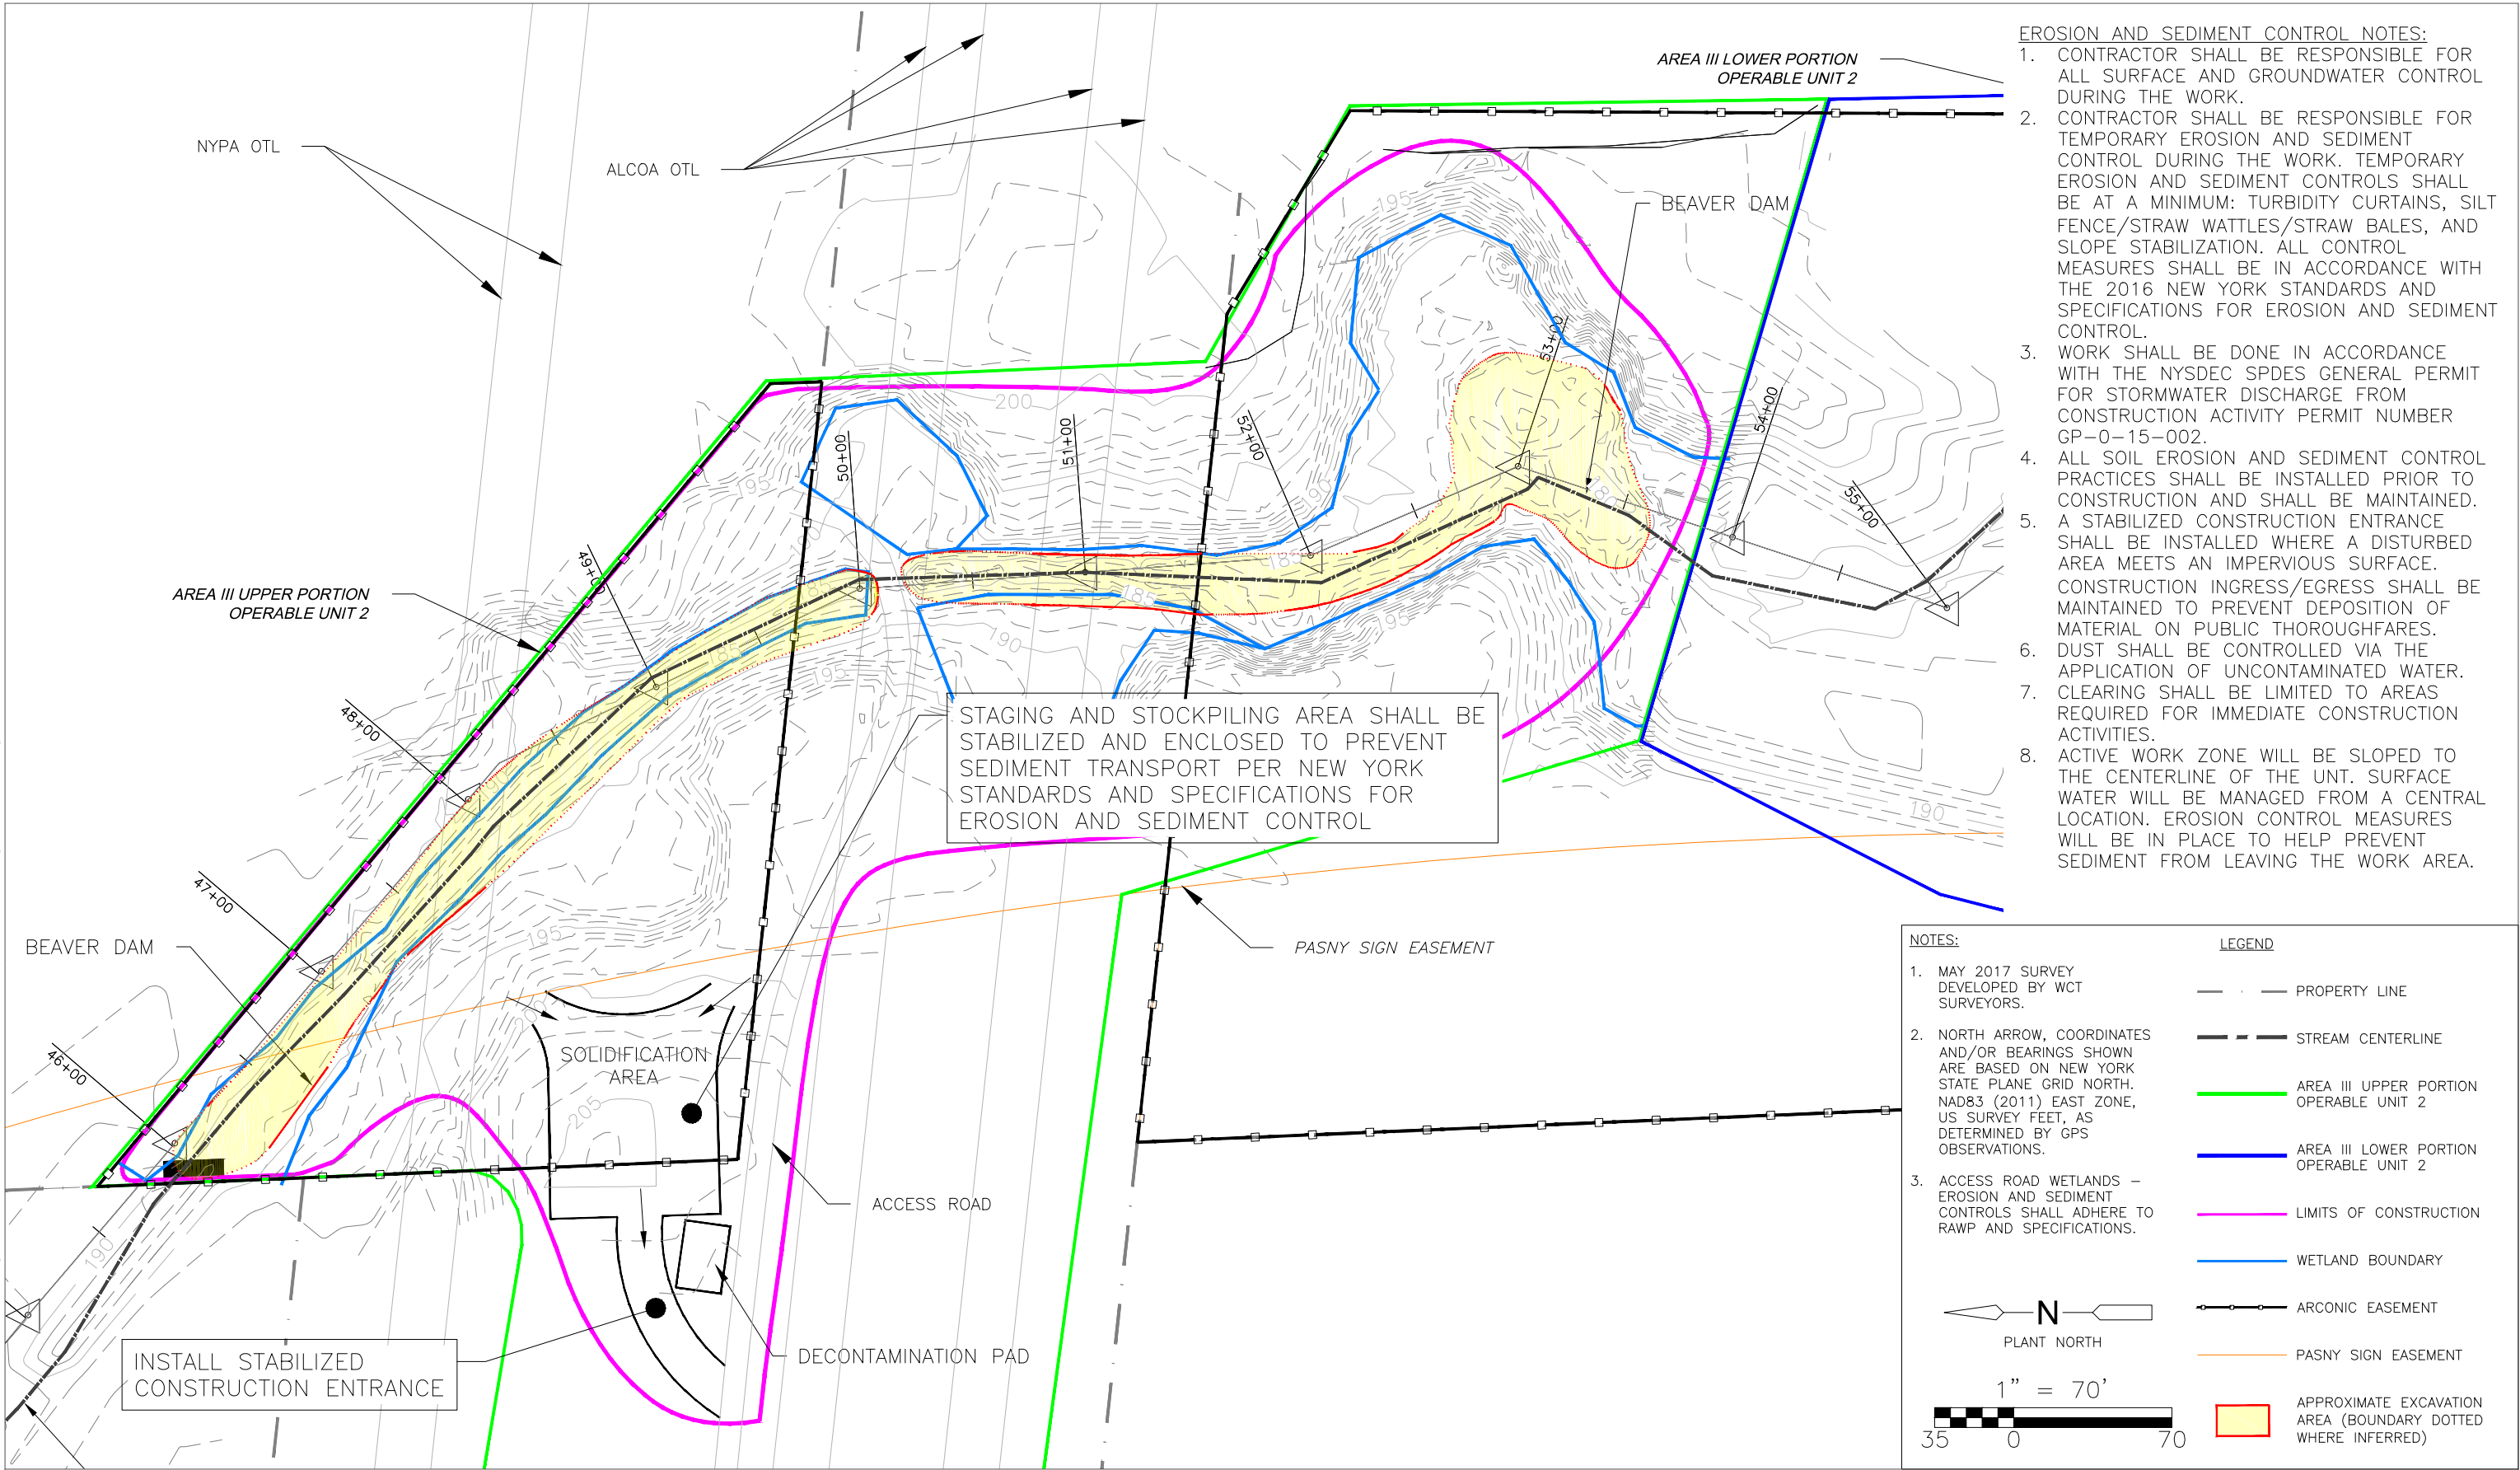 EROSION AND SEDIMENT CONTROL NOTES:
1. CONTRACTOR SHALL BE RESPONSIBLE FOR
ALL SURFACE AND GROUNDWATER CONTROL
DURING THE WORK.
2. CONTRACTOR SHALL BE RESPONSIBLE FOR
TEMPORARY EROSION AND SEDIMENT
CONTROL DURING THE WORK. TEMPORARY
EROSION AND SEDIMENT CONTROLS SHALL
BE AT A MINIMUM: TURBIDITY CURTAINS, SILT
FENCE/STRAW WATTLES/STRAW BALES, AND
SLOPE STABILIZATION. ALL CONTROL
MEASURES SHALL BE IN ACCORDANCE WITH
THE 2016 NEW YORK STANDARDS AND
SPECIFICATIONS FOR EROSION AND SEDIMENT
CONTROL.
3. WORK SHALL BE DONE IN ACCORDANCE
WITH THE NYSDEC SPDES GENERAL PERMIT
FOR STORMWATER DISCHARGE FROM
CONSTRUCTION ACTIVITY PERMIT NUMBER
GP-0-15-002.
4. ALL SOIL EROSION AND SEDIMENT CONTROL
PRACTICES SHALL BE INSTALLED PRIOR TO
CONSTRUCTION AND SHALL BE MAINTAINED.
5. A STABILIZED CONSTRUCTION ENTRANCE
SHALL BE INSTALLED WHERE A DISTURBED
AREA MEETS AN IMPERVIOUS SURFACE.
CONSTRUCTION INGRESS/EGRESS SHALL BE
MAINTAINED TO PREVENT DEPOSITION OF
MATERIAL ON PUBLIC THOROUGHFARES.
6. DUST SHALL BE CONTROLLED VIA THE
APPLICATION OF UNCONTAMINATED WATER.
7. CLEARING SHALL BE LIMITED TO AREAS
REQUIRED FOR IMMEDIATE CONSTRUCTION
ACTIVITIES.
8. ACTIVE WORK ZONE WILL BE SLOPED TO
THE CENTERLINE OF THE UNT. SURFACE
WATER WILL BE MANAGED FROM A CENTRAL
LOCATION. EROSION CONTROL MEASURES
WILL BE IN PLACE TO HELP PREVENT
SEDIMENT FROM LEAVING THE WORK AREA.
AREA III LOWER PORTION
OPERABLE UNIT 2
NYPA OTL
ALCOA OTL
BEAVER DAM
195
200
53+00
54+00
55+00
52+00
51+00
50+00
49+0
48+00
47+00
46+00
195
190
180
185
185
190
195
195
185
190
195
190
AREA III UPPER PORTION
OPERABLE UNIT 2
STAGING AND STOCKPILING AREA SHALL BE
STABILIZED AND ENCLOSED TO PREVENT
SEDIMENT TRANSPORT PER NEW YORK
STANDARDS AND SPECIFICATIONS FOR
EROSION AND SEDIMENT CONTROL
BEAVER DAM
PASNY SIGN EASEMENT
SOLIDIFICATION
AREA
205
ACCESS ROAD
190
DECONTAMINATION PAD
INSTALL STABILIZED
CONSTRUCTION ENTRANCE
NOTES:
1. MAY 2017 SURVEY
DEVELOPED BY WCT
SURVEYORS.
2. NORTH ARROW, COORDINATES
AND/OR BEARINGS SHOWN
ARE BASED ON NEW YORK
STATE PLANE GRID NORTH.
NAD83 (2011) EAST ZONE,
US SURVEY FEET, AS
DETERMINED BY GPS
OBSERVATIONS.
3. ACCESS ROAD WETLANDS –
EROSION AND SEDIMENT
CONTROLS SHALL ADHERE TO
RAWP AND SPECIFICATIONS.
N
PLANT NORTH
1" = 70'
35 0 70
LEGEND
PROPERTY LINE
STREAM CENTERLINE
AREA III UPPER PORTION
OPERABLE UNIT 2
AREA III LOWER PORTION
OPERABLE UNIT 2
LIMITS OF CONSTRUCTION
WETLAND BOUNDARY
ARCONIC EASEMENT
PASNY SIGN EASEMENT
APPROXIMATE EXCAVATION
AREA (BOUNDARY DOTTED
WHERE INFERRED)